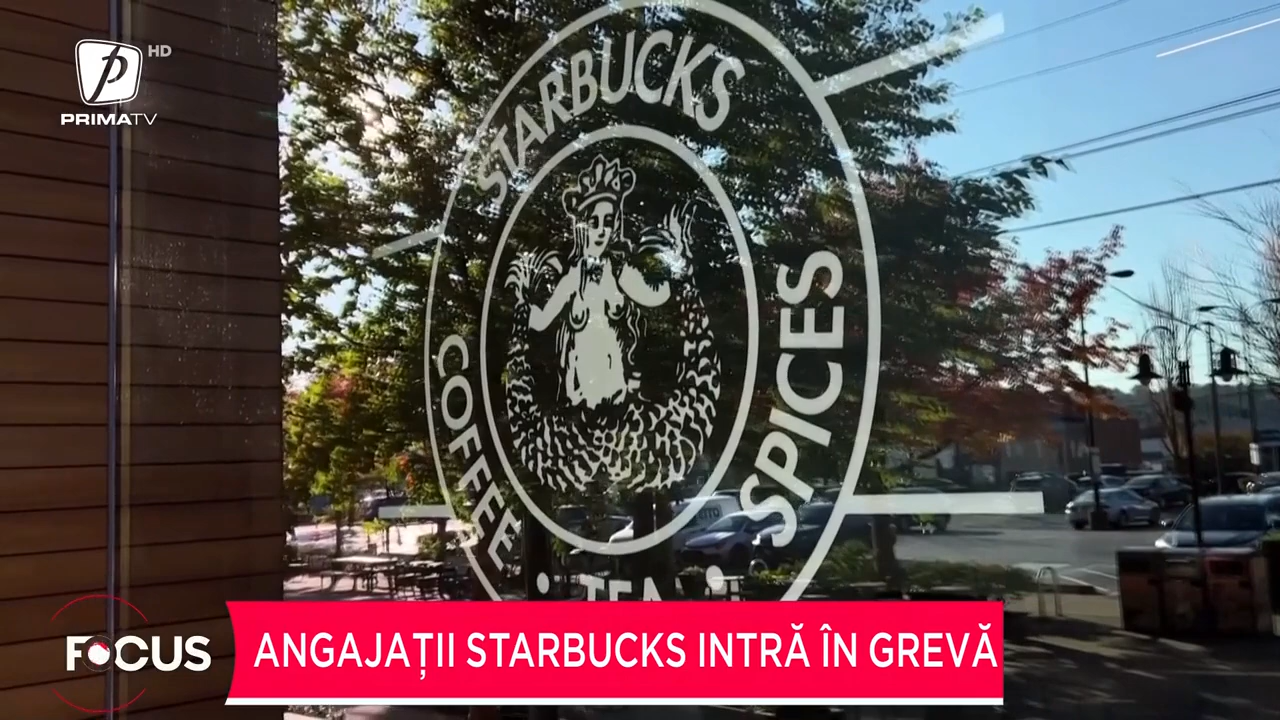 HD
PRIMATV
STARBUCKS
COFFEE • TEA • SPICES
FOCUS
ANGAJAȚII STARBUCKS INTRĂ ÎN GREVĂ